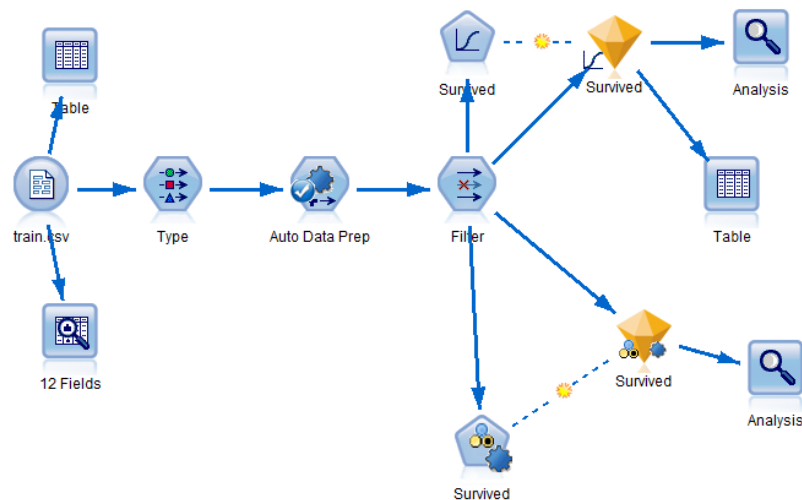 Survived
Survived
Analysis
Table
train.csv
Type
Auto Data Prep
Filter
Table
12 Fields
Survived
Analysis
Survived